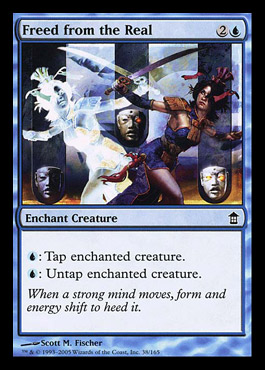 Freed from the Real 2
Enchant Creature
: Tap enchanted creature.
: Untap enchanted creature.
When a strong mind moves, form and
energy shift to heed it.
Scott M. Fischer
™ & © 1993-2005 Wizards of the Coast, Inc. 38/165